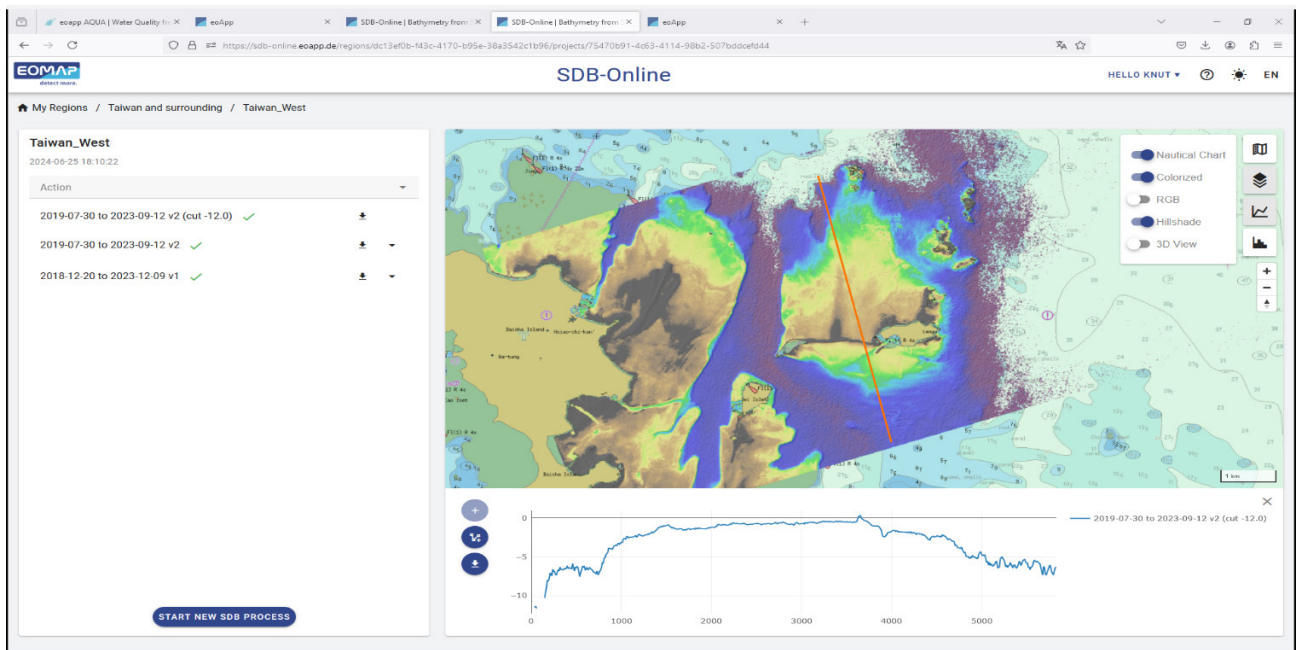 eoapp AQUA | Water Quality fro
eoApp
SDB-Online | Bathymetry from
SDB-Online | Bathymetry from
eoApp
https://sdb-online.eoapp.de/regions/dc13ef0b-f43c-4170-b95e-38a3542c1b96/projects/75470b91-4c63-4114-98b2-507bddcefd44
EOMAP
detect more.
SDB-Online
HELLO KNUT
EN
My Regions / Taiwan and surrounding / Taiwan_West
Taiwan_West
2024-06-25 18:10:22
Action
2019-07-30 to 2023-09-12 v2 (cut -12.0)
2019-07-30 to 2023-09-12 v2
2018-12-20 to 2023-12-09 v1
START NEW SDB PROCESS
Nautical Chart
Colorized
RGB
Hillshade
3D View
+
−
Baisha Island
Hsiao-chi-kan
1 km
2019-07-30 to 2023-09-12 v2 (cut -12.0)
0
−5
−10
0 1000 2000 3000 4000 5000